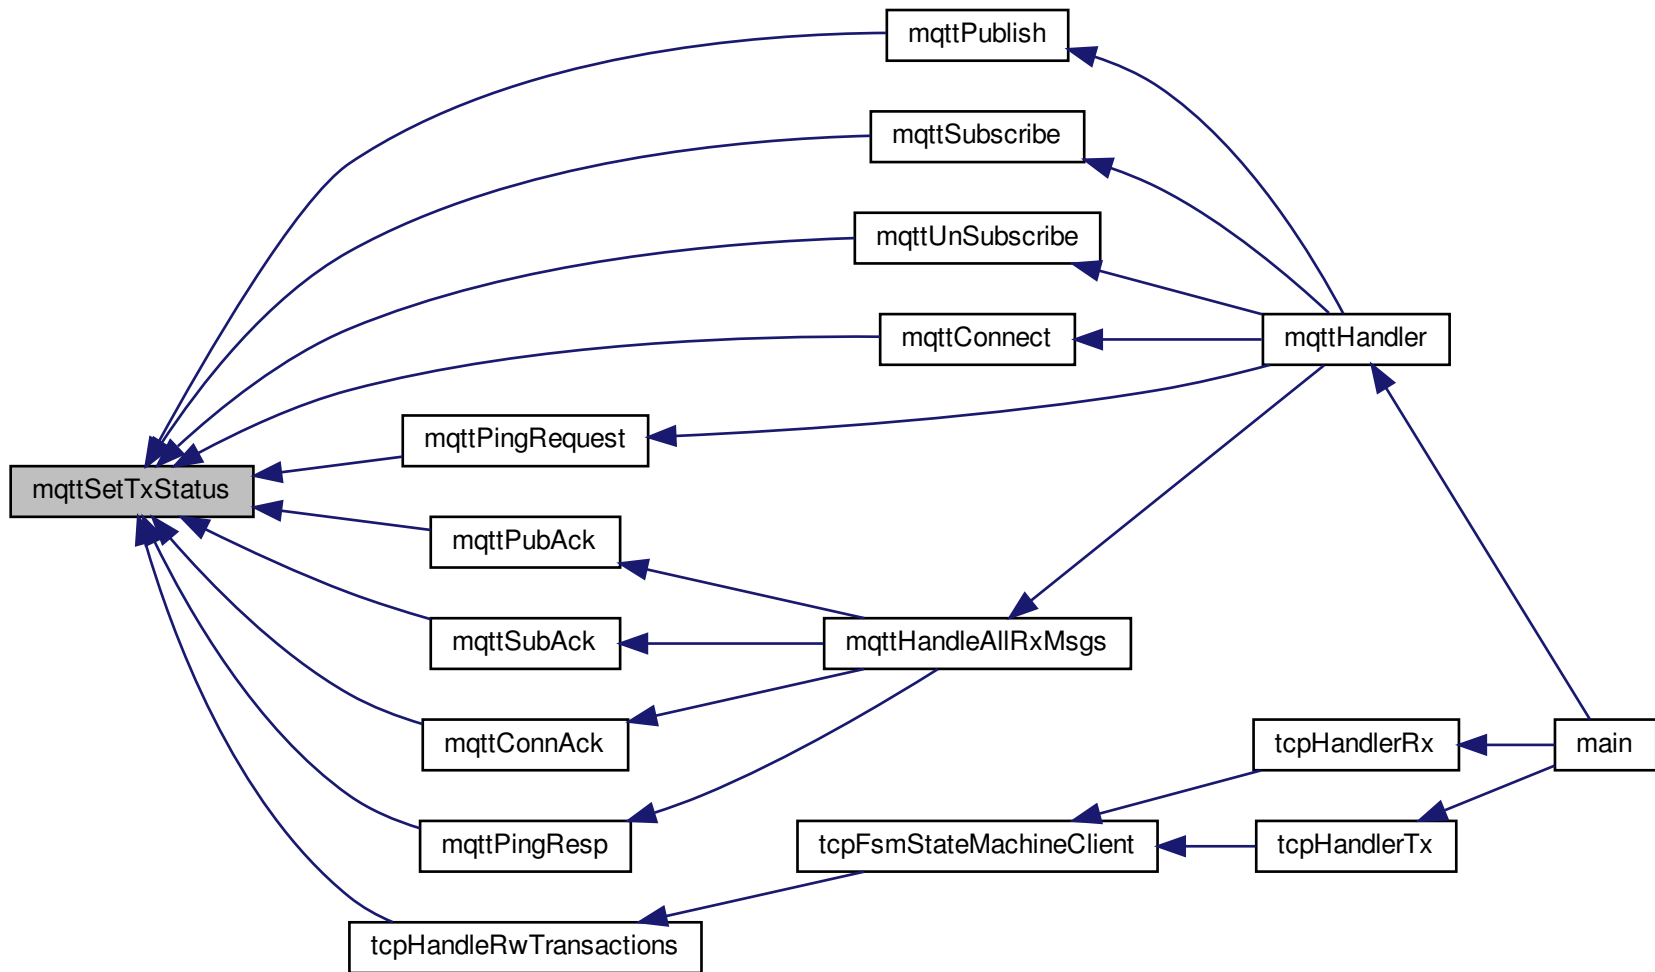 mqttPublish
mqttSubscribe
mqttUnSubscribe
mqttConnect
mqttHandler
mqttPingRequest
mqttSetTxStatus
mqttPubAck
mqttSubAck
mqttHandleAllRxMsgs
mqttConnAck
tcpHandlerRx
main
mqttPingResp
tcpFsmStateMachineClient
tcpHandlerTx
tcpHandleRwTransactions